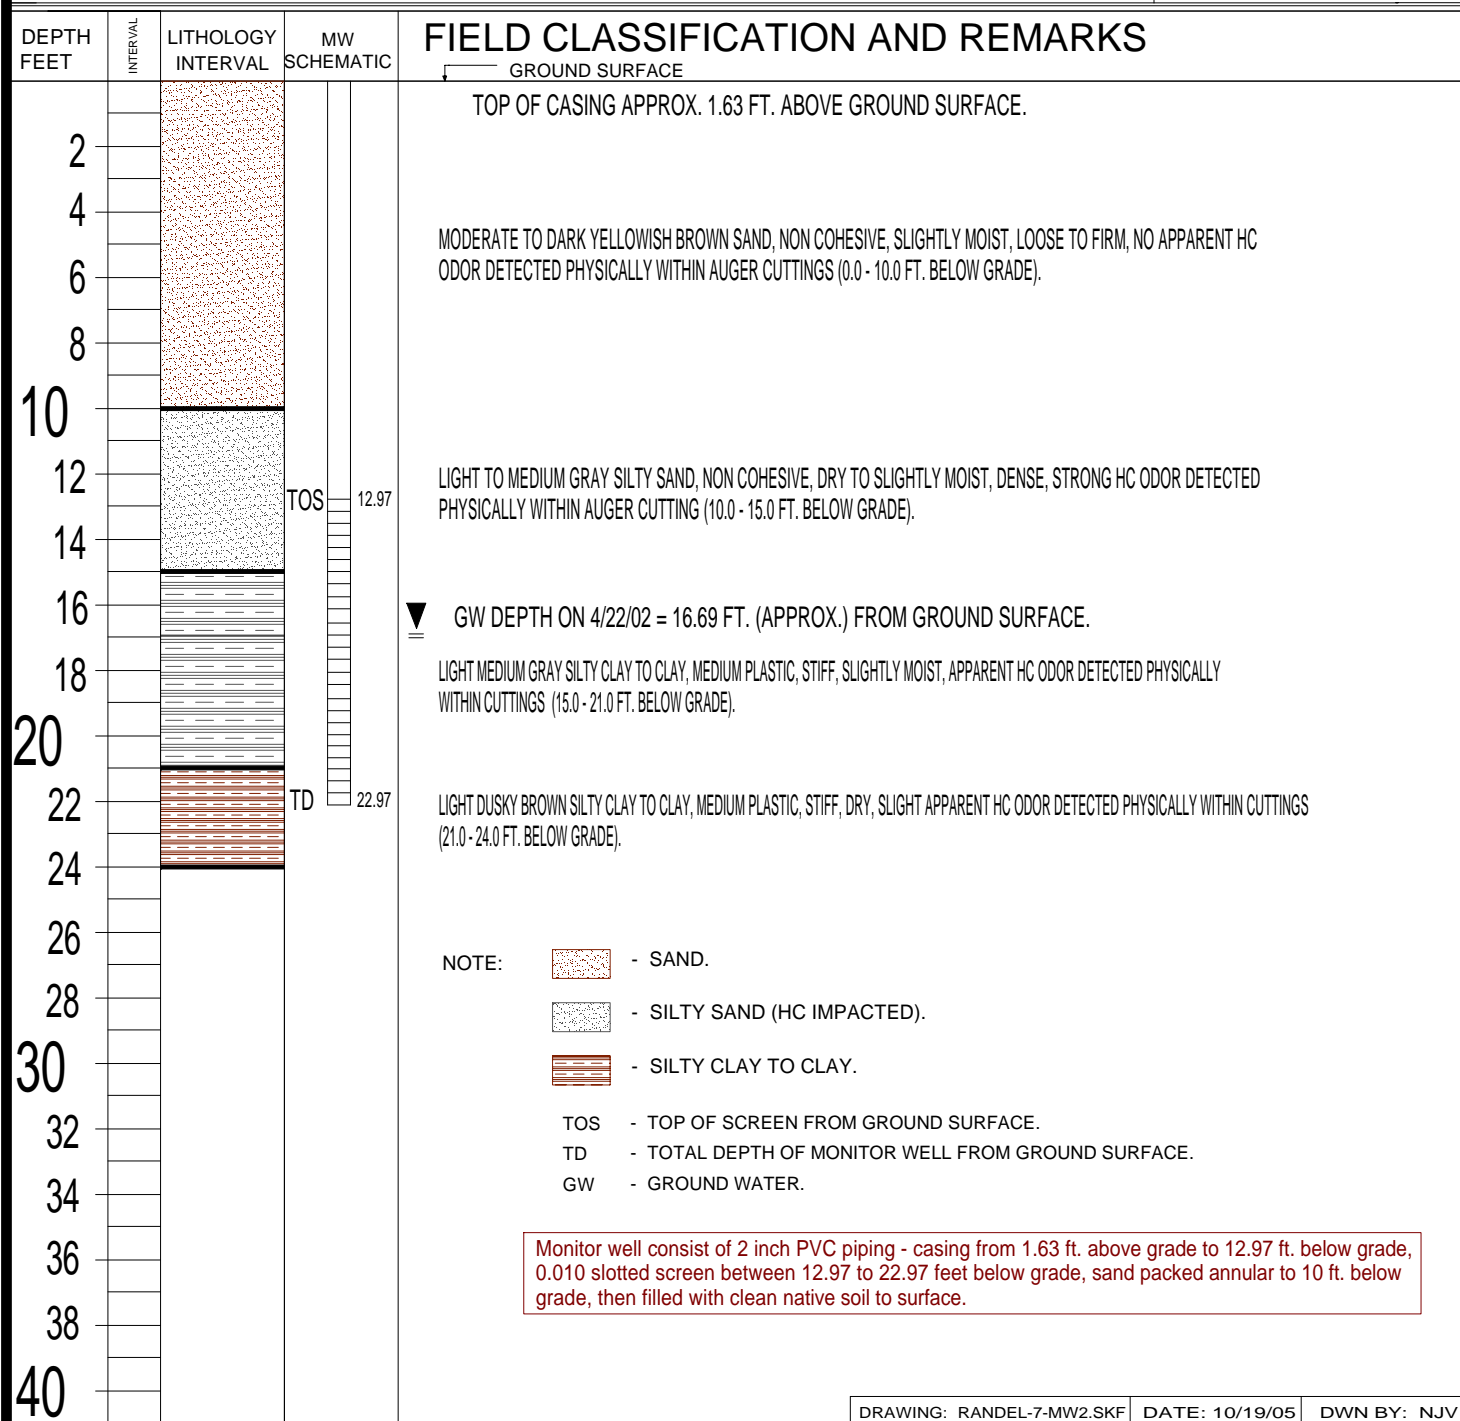 DEPTH FEET
INTERVAL
LITHOLOGY INTERVAL
MW SCHEMATIC
FIELD CLASSIFICATION AND REMARKS
GROUND SURFACE
TOP OF CASING APPROX. 1.63 FT. ABOVE GROUND SURFACE.
2
4
MODERATE TO DARK YELLOWISH BROWN SAND, NON COHESIVE, SLIGHTLY MOIST, LOOSE TO FIRM, NO APPARENT HC
ODOR DETECTED PHYSICALLY WITHIN AUGER CUTTINGS (0.0 - 10.0 FT. BELOW GRADE).
6
8
10
12
TOS 12.97
LIGHT TO MEDIUM GRAY SILTY SAND, NON COHESIVE, DRY TO SLIGHTLY MOIST, DENSE, STRONG HC ODOR DETECTED
PHYSICALLY WITHIN AUGER CUTTING (10.0 - 15.0 FT. BELOW GRADE).
14
16
GW DEPTH ON 4/22/02 = 16.69 FT. (APPROX.) FROM GROUND SURFACE.
18
LIGHT MEDIUM GRAY SILTY CLAY TO CLAY, MEDIUM PLASTIC, STIFF, SLIGHTLY MOIST, APPARENT HC ODOR DETECTED PHYSICALLY
WITHIN CUTTINGS (15.0 - 21.0 FT. BELOW GRADE).
20
22
TD 22.97
LIGHT DUSKY BROWN SILTY CLAY TO CLAY, MEDIUM PLASTIC, STIFF, DRY, SLIGHT APPARENT HC ODOR DETECTED PHYSICALLY WITHIN CUTTINGS
(21.0 - 24.0 FT. BELOW GRADE).
24
26
28
30
32
34
36
38
40
NOTE:
- SAND.
- SILTY SAND (HC IMPACTED).
- SILTY CLAY TO CLAY.
TOS - TOP OF SCREEN FROM GROUND SURFACE.
TD - TOTAL DEPTH OF MONITOR WELL FROM GROUND SURFACE.
GW - GROUND WATER.
Monitor well consist of 2 inch PVC piping - casing from 1.63 ft. above grade to 12.97 ft. below grade,
0.010 slotted screen between 12.97 to 22.97 feet below grade, sand packed annular to 10 ft. below
grade, then filled with clean native soil to surface.
DRAWING: RANDEL-7-MW2.SKF DATE: 10/19/05 DWN BY: NJV